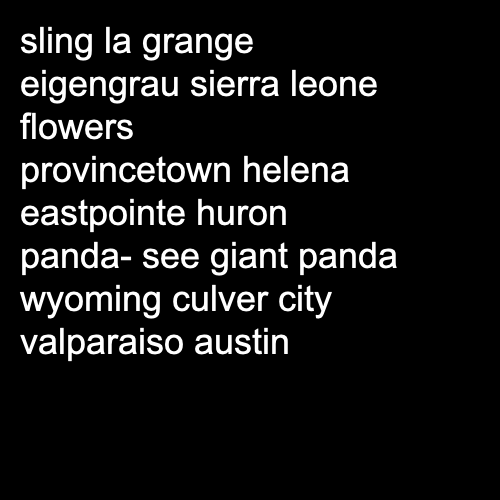 sling la grange
eigengrau sierra leone
flowers
provincetown helena
eastpointe huron
panda- see giant panda
wyoming culver city
valparaiso austin